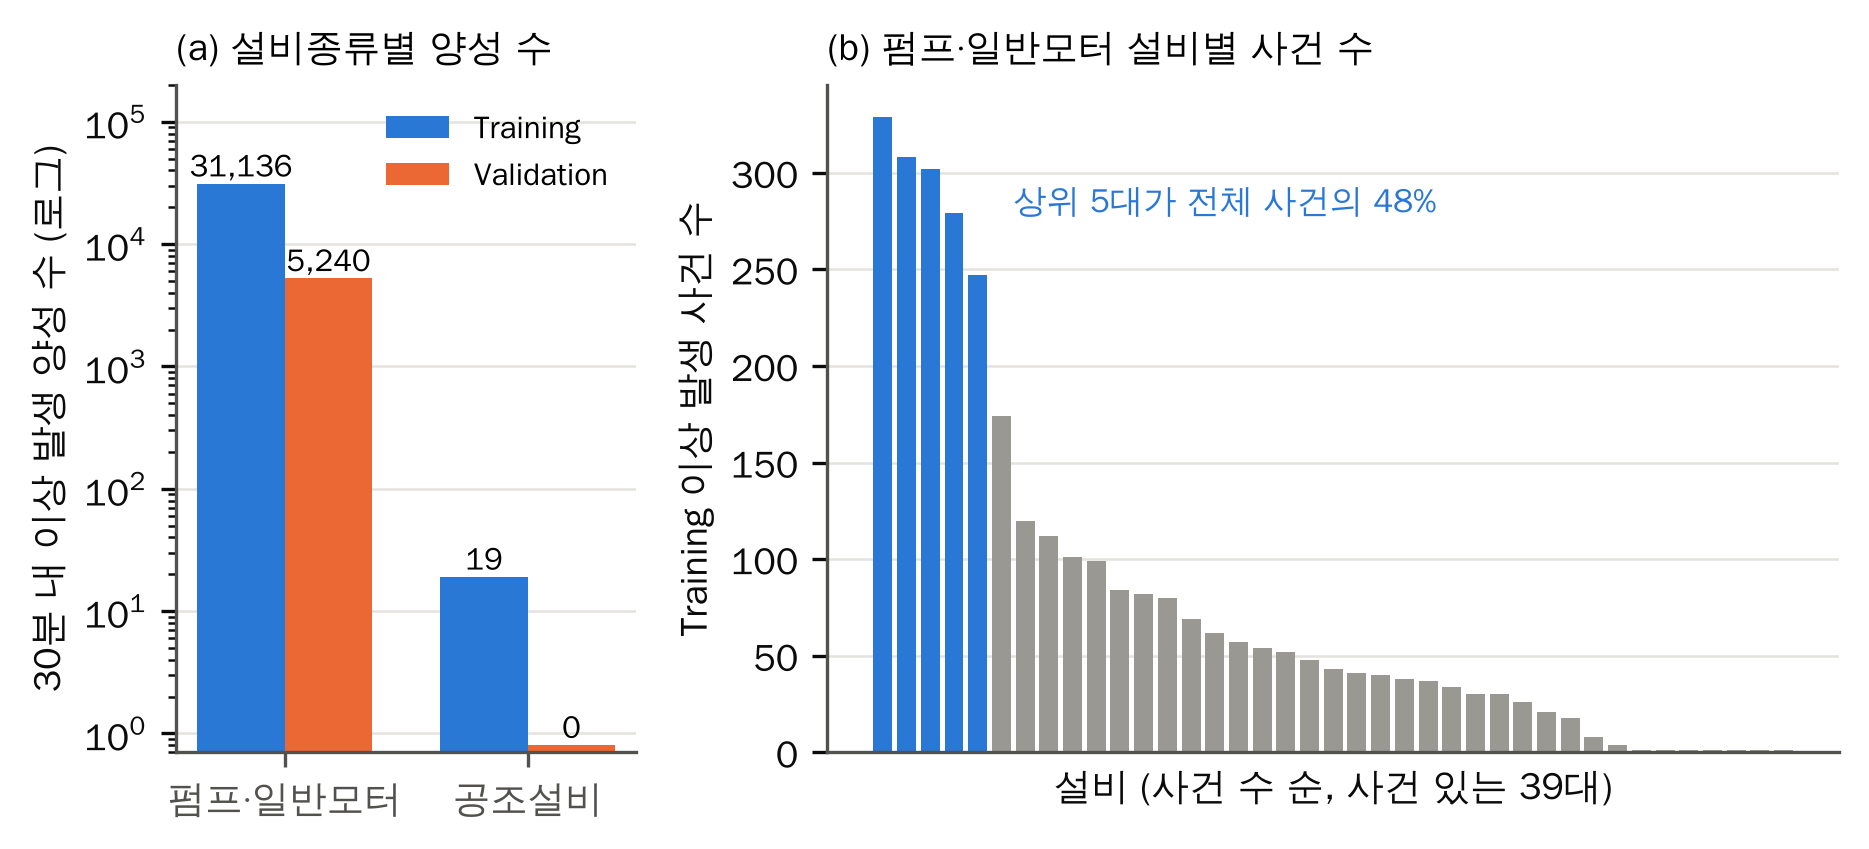 (a) 설비종류별 양성 수
30분 내 이상 발생 양성 수 (로그)
10⁵
10⁴
10³
10²
10¹
10⁰
Training
Validation
31,136
5,240
19
0
펌프·일반모터
공조설비
(b) 펌프·일반모터 설비별 사건 수
Training 이상 발생 사건 수
300
250
200
150
100
50
0
상위 5대가 전체 사건의 48%
설비 (사건 수 순, 사건 있는 39대)